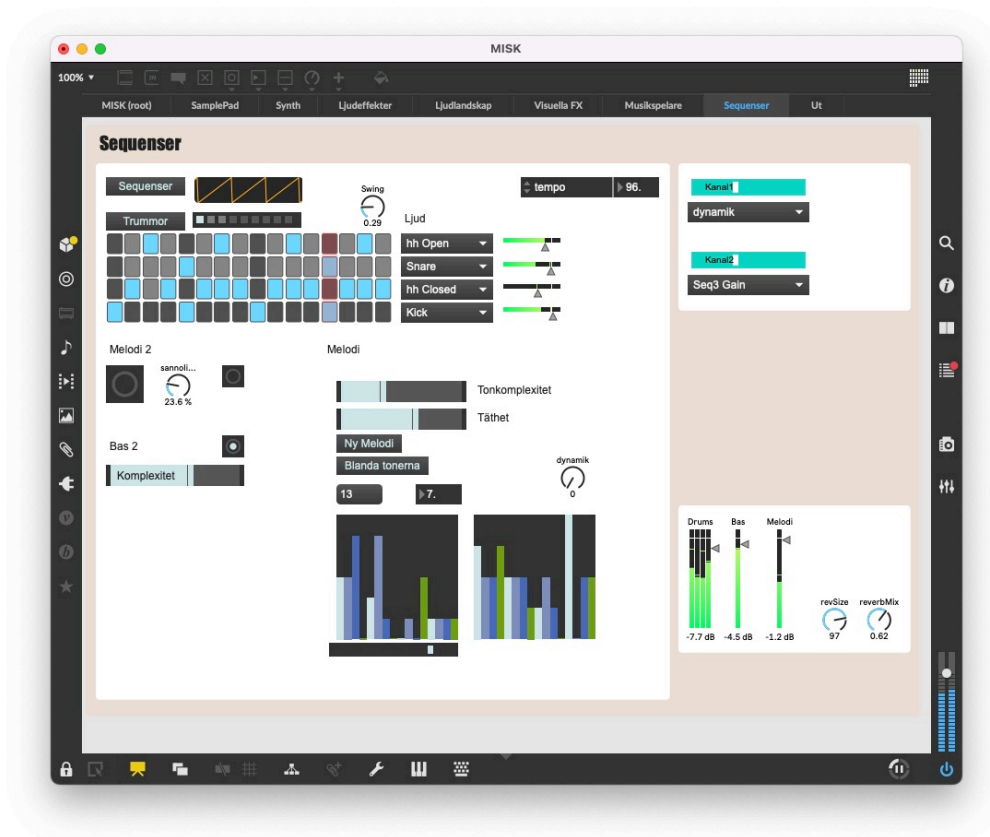 MISK
100%
MISK (root) SamplePad Synth Ljudeffekter Ljudlandskap Visuella FX Musikspelare Sequenser Ut
Sequenser
Sequenser
Swing
0.29
tempo 96.
Trummor
Ljud
hh Open
Snare
hh Closed
Kick
Kanal1
dynamik
Kanal2
Seq3 Gain
Melodi 2
sannoli...
23.6 %
Melodi
Tonkomplexitet
Täthet
Bas 2
Komplexitet
Ny Melodi
Blanda tonerna
13 7.
dynamik
0
Drums Bas Melodi
-7.7 dB -4.5 dB -1.2 dB
revSize reverbMix
97 0.62